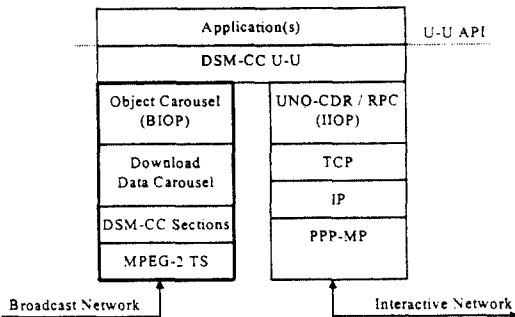 Application(s)
U-U API
DSM-CC U-U
Object Carousel
(BIOP)
Download
Data Carousel
DSM-CC Sections
MPEG-2 TS
UNO-CDR / RPC
(IIOP)
TCP
IP
PPP-MP
Broadcast Network
Interactive Network